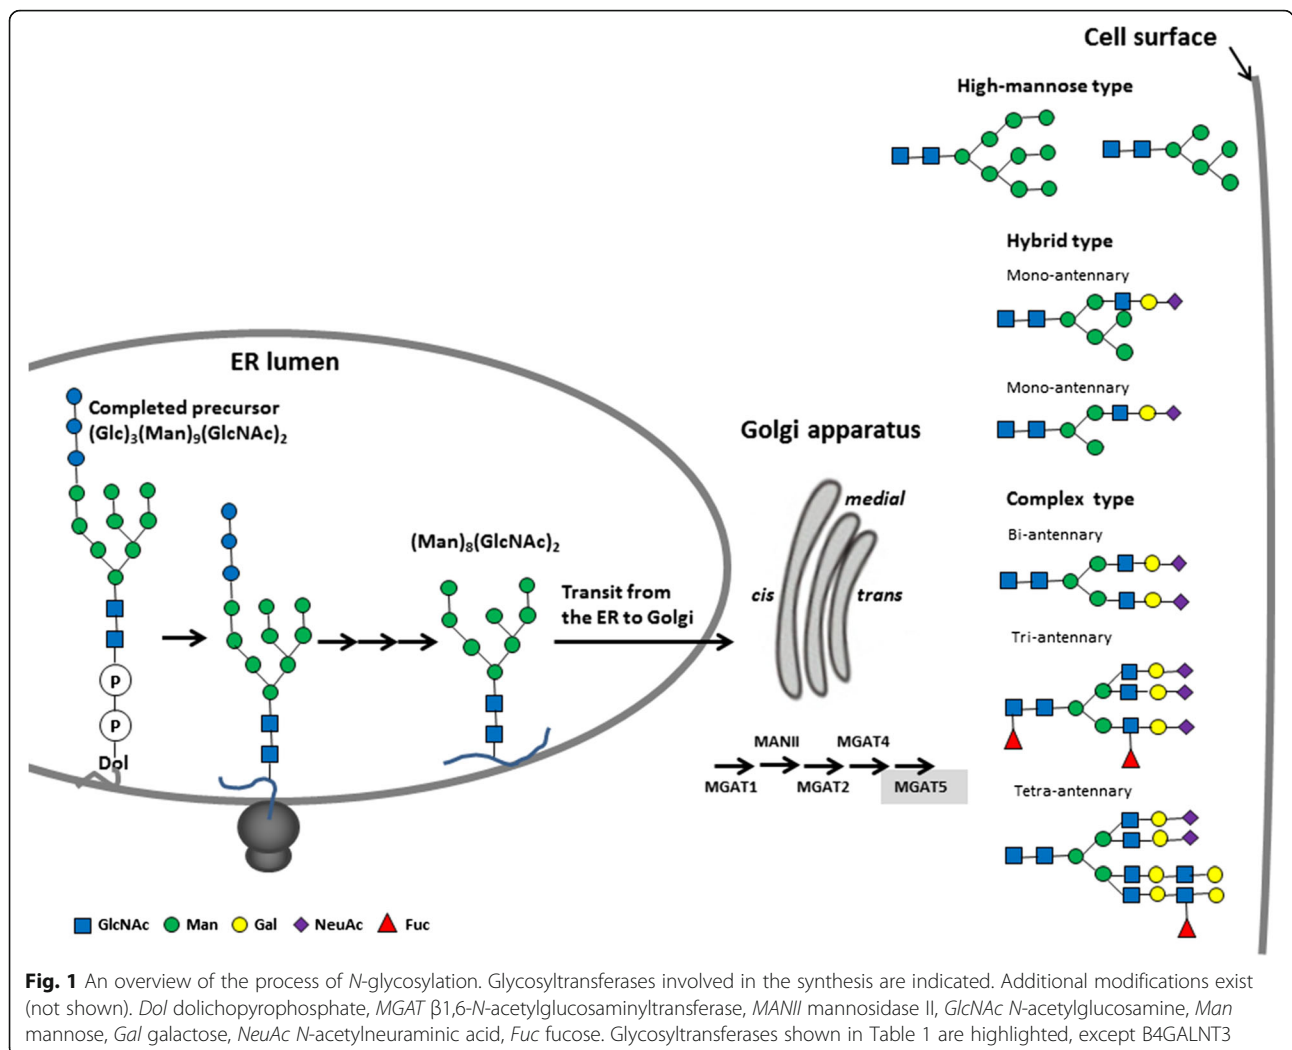 Cell surface
High-mannose type
Hybrid type
Mono-antennary
Mono-antennary
Complex type
Bi-antennary
Tri-antennary
Tetra-antennary
ER lumen
Completed precursor
(Glc)3(Man)9(GlcNAc)2
(Man)8(GlcNAc)2
Transit from
the ER to Golgi
P
P
Dol
Golgi apparatus
medial
cis
trans
MANII MGAT4
MGAT1 MGAT2 MGAT5
GlcNAc Man Gal NeuAc Fuc
Fig. 1 An overview of the process of N-glycosylation. Glycosyltransferases involved in the synthesis are indicated. Additional modifications exist
(not shown). Dol dolichopyrophosphate, MGAT β1,6-N-acetylglucosaminyltransferase, MANII mannosidase II, GlcNAc N-acetylglucosamine, Man
mannose, Gal galactose, NeuAc N-acetylneuraminic acid, Fuc fucose. Glycosyltransferases shown in Table 1 are highlighted, except B4GALNT3